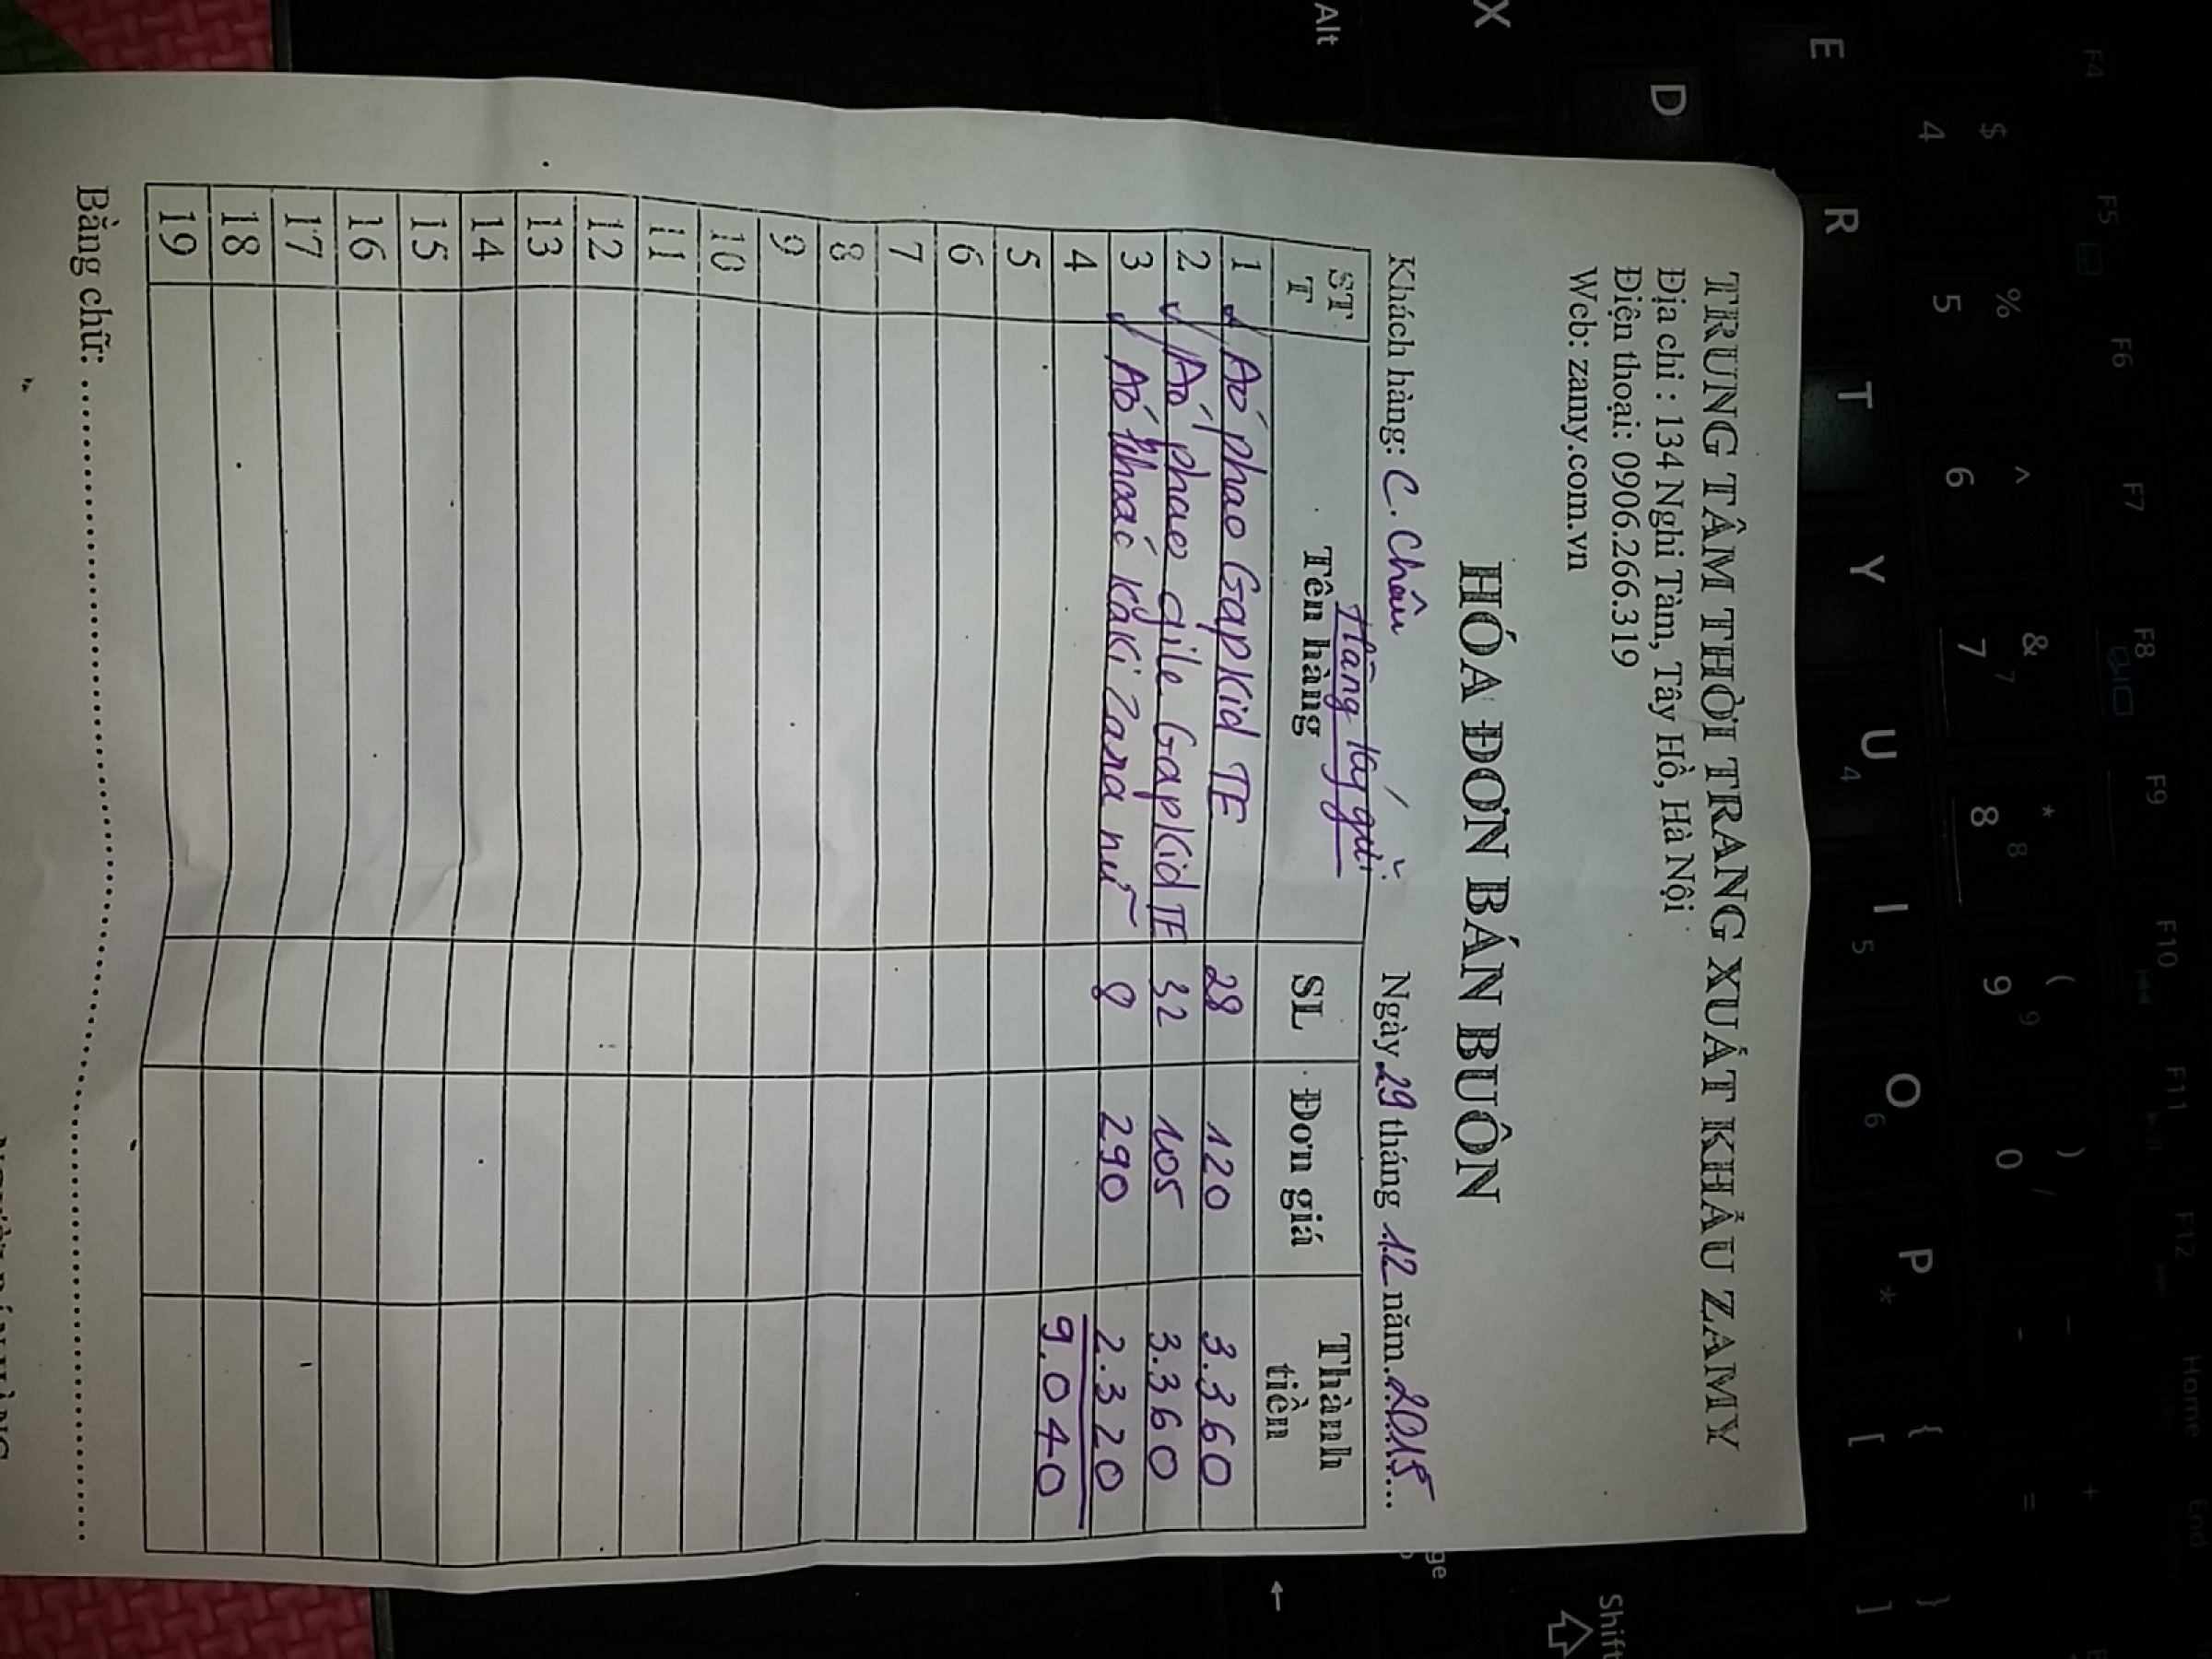 TRUNG TÂM THỜI TRANG XUẤT KHẨU ZAMY
Địa chỉ : 134 Nghi Tàm, Tây Hồ, Hà Nội
Điện thoại: 0906.266.319
Web: zamy.com.vn
HÓA ĐƠN BÁN BUÔN
Khách hàng: C. Châu Ngày 29 tháng 12 năm 2015
Hàng ký gửi
STT Tên hàng SL Đơn giá Thành tiền
1 Áo phao Gapkid TE 28 120 3.360
2 Áo phao gile Gapkid TE 32 105 3.360
3 Áo khoác kaki Zara nữ 8 290 2.320
4 9.040
5
6
7
8
9
10
11
12
13
14
15
16
17
18
19
Bằng chữ: